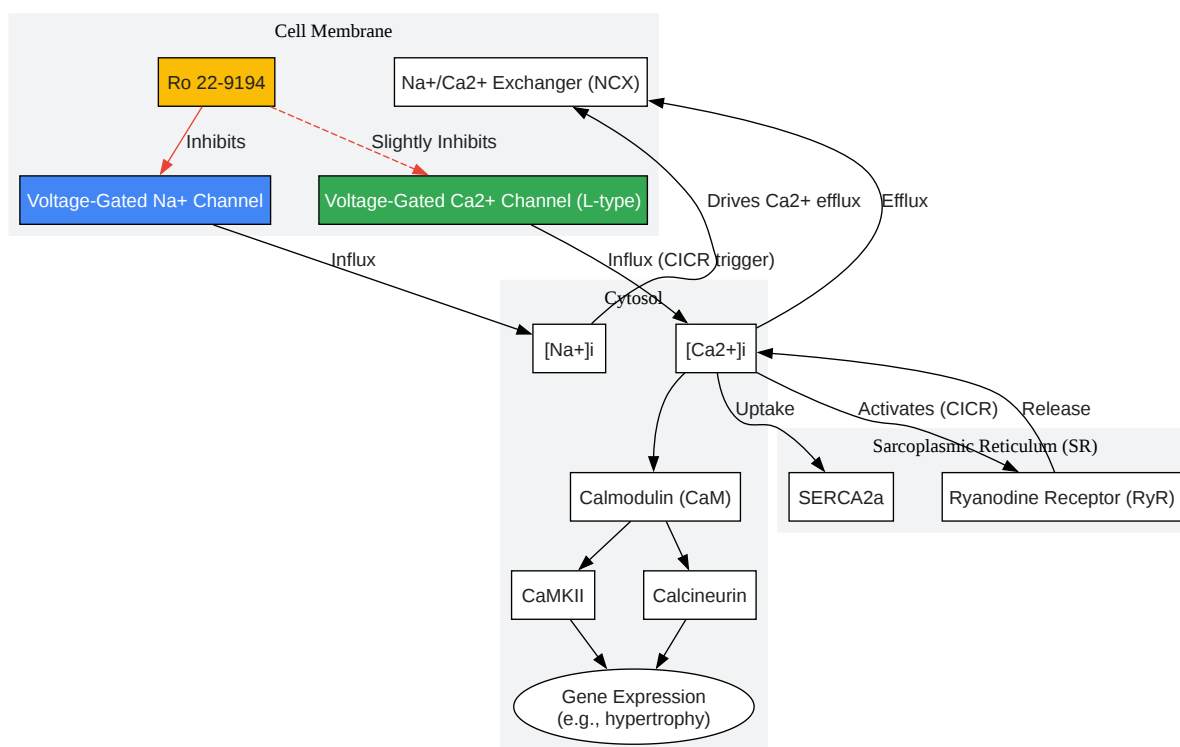 Cell Membrane
Ro 22-9194
Na+/Ca2+ Exchanger (NCX)
Inhibits
Slightly Inhibits
Voltage-Gated Na+ Channel
Voltage-Gated Ca2+ Channel (L-type)
Drives Ca2+ efflux
Efflux
Influx
Influx (CICR trigger)
Cytosol
[Na+]i
[Ca2+]i
Uptake
Activates (CICR)
Release
Sarcoplasmic Reticulum (SR)
Calmodulin (CaM)
SERCA2a
Ryanodine Receptor (RyR)
CaMKII
Calcineurin
Gene Expression
(e.g., hypertrophy)